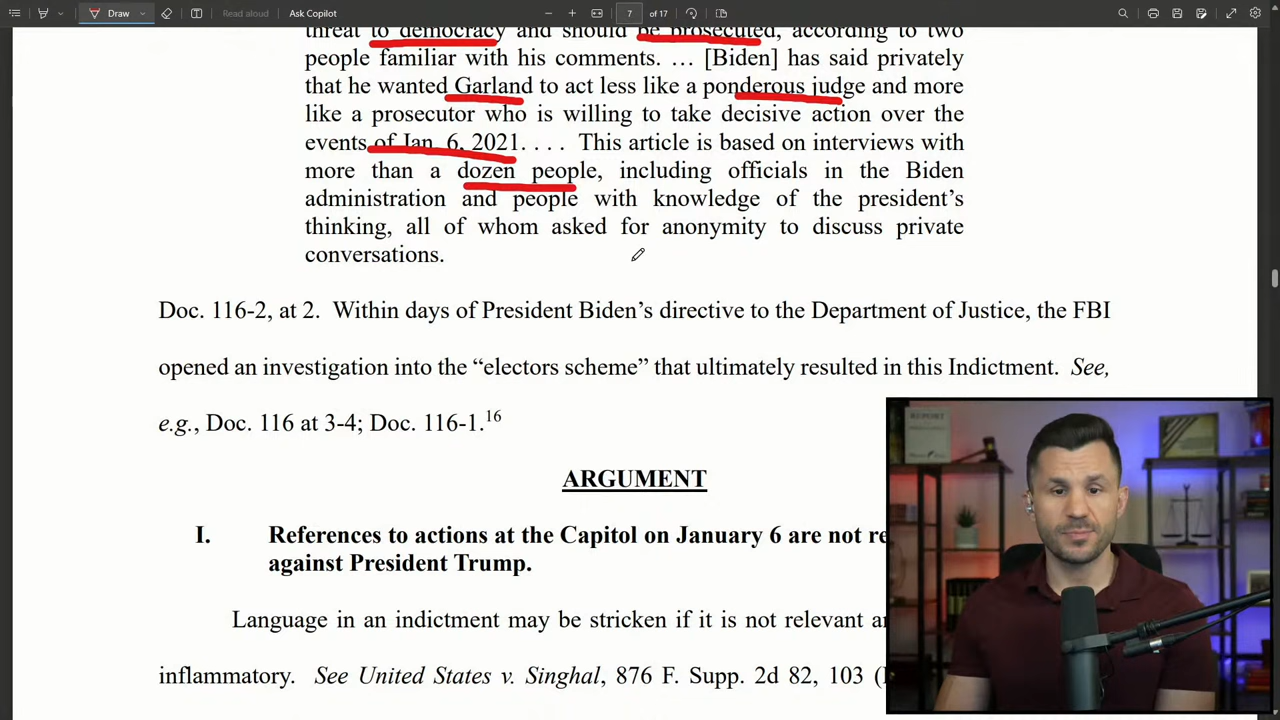 Draw
Read aloud
Ask Copilot
7
of 17
threat to democracy and should be prosecuted, according to two
people familiar with his comments. … [Biden] has said privately
that he wanted Garland to act less like a ponderous judge and more
like a prosecutor who is willing to take decisive action over the
events of Jan. 6, 2021. . . . This article is based on interviews with
more than a dozen people, including officials in the Biden
administration and people with knowledge of the president’s
thinking, all of whom asked for anonymity to discuss private
conversations.
Doc. 116-2, at 2. Within days of President Biden’s directive to the Department of Justice, the FBI
opened an investigation into the “electors scheme” that ultimately resulted in this Indictment. See,
e.g., Doc. 116 at 3-4; Doc. 116-1.16
ARGUMENT
I. References to actions at the Capitol on January 6 are not re
against President Trump.
Language in an indictment may be stricken if it is not relevant
inflammatory. See United States v. Singhal, 876 F. Supp. 2d 82, 103